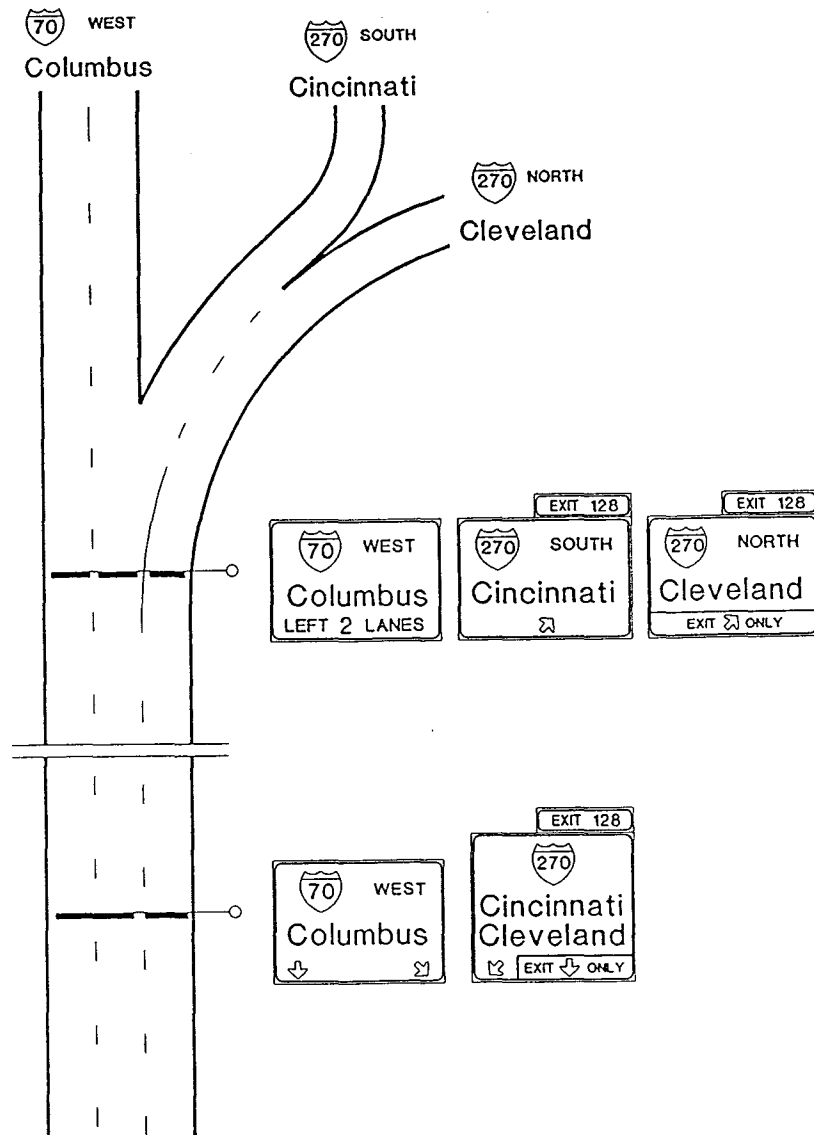 70 WEST
Columbus
270 SOUTH
Cincinnati
270 NORTH
Cleveland
70 WEST
Columbus
LEFT 2 LANES
EXIT 128
270 SOUTH
Cincinnati
EXIT 128
270 NORTH
Cleveland
EXIT ONLY
70 WEST
Columbus
EXIT 128
270
Cincinnati
Cleveland
EXIT ONLY